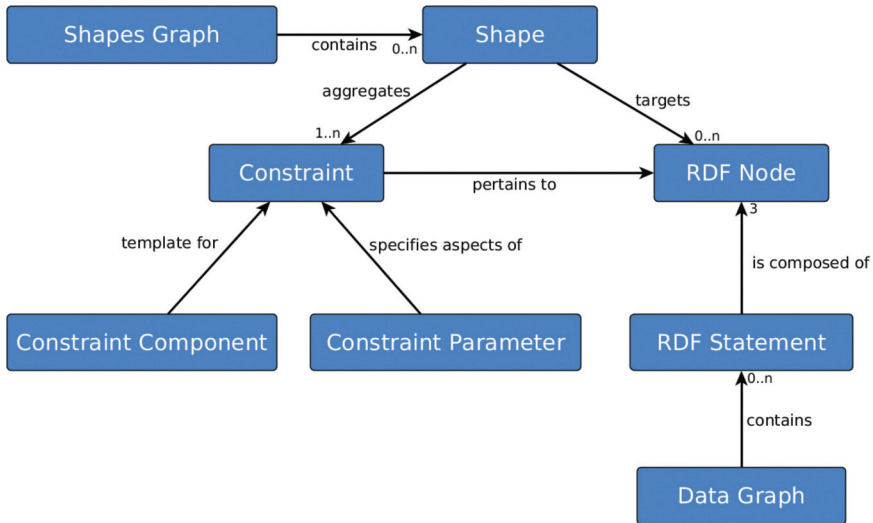 Shapes Graph
contains
0..n
Shape
aggregates
targets
1..n
0..n
Constraint
pertains to
RDF Node
3
template for
specifies aspects of
is composed of
Constraint Component
Constraint Parameter
RDF Statement
0..n
contains
Data Graph